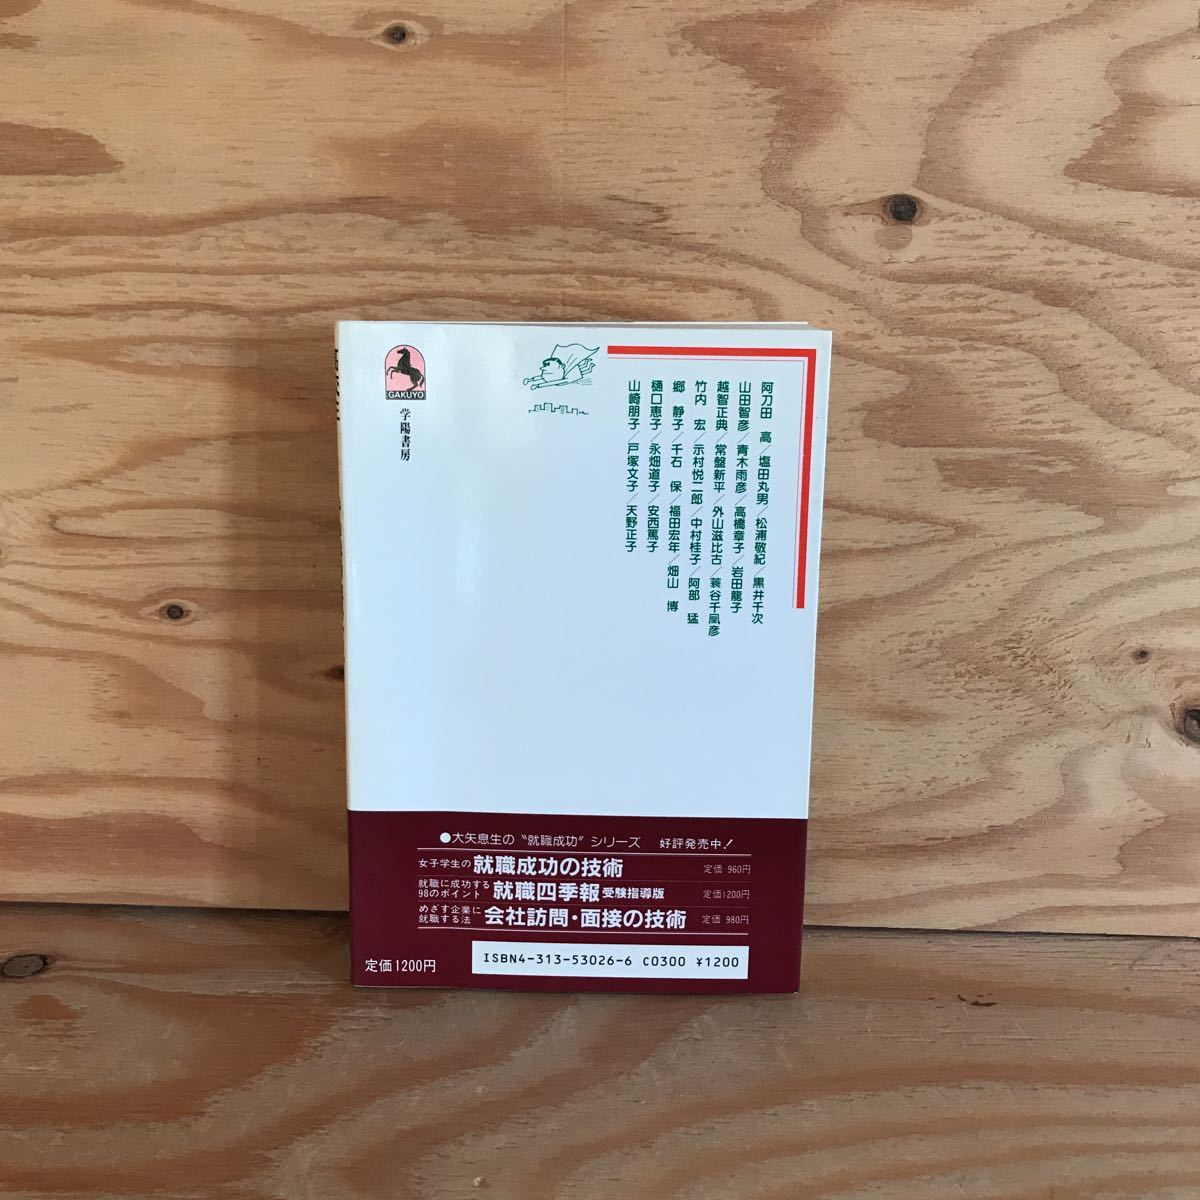 GAKUYO
学陽書房
阿刀田 高／塩田丸男／松浦敬紀／黒井千次
山田智彦／青木雨彦／高橋章子／岩田龍子
越智正典／常盤新平／外山滋比古／蓑谷千凰彦
竹内 宏／示村悦二郎／中村桂子／阿部 猛
郷 静子／千石 保／福田宏年／畑山 博
樋口恵子／永畑道子／安西篤子
山崎朋子／戸塚文子／天野正子
●大矢息生の〝就職成功〟シリーズ 好評発売中！
女子学生の 就職成功の技術 定価 960円
就職に成功する98のポイント 就職四季報 受験指導版 定価1200円
めざす企業に就職する法 会社訪問・面接の技術 定価 980円
定価1200円
ISBN4-313-53026-6 C0300 ¥1200